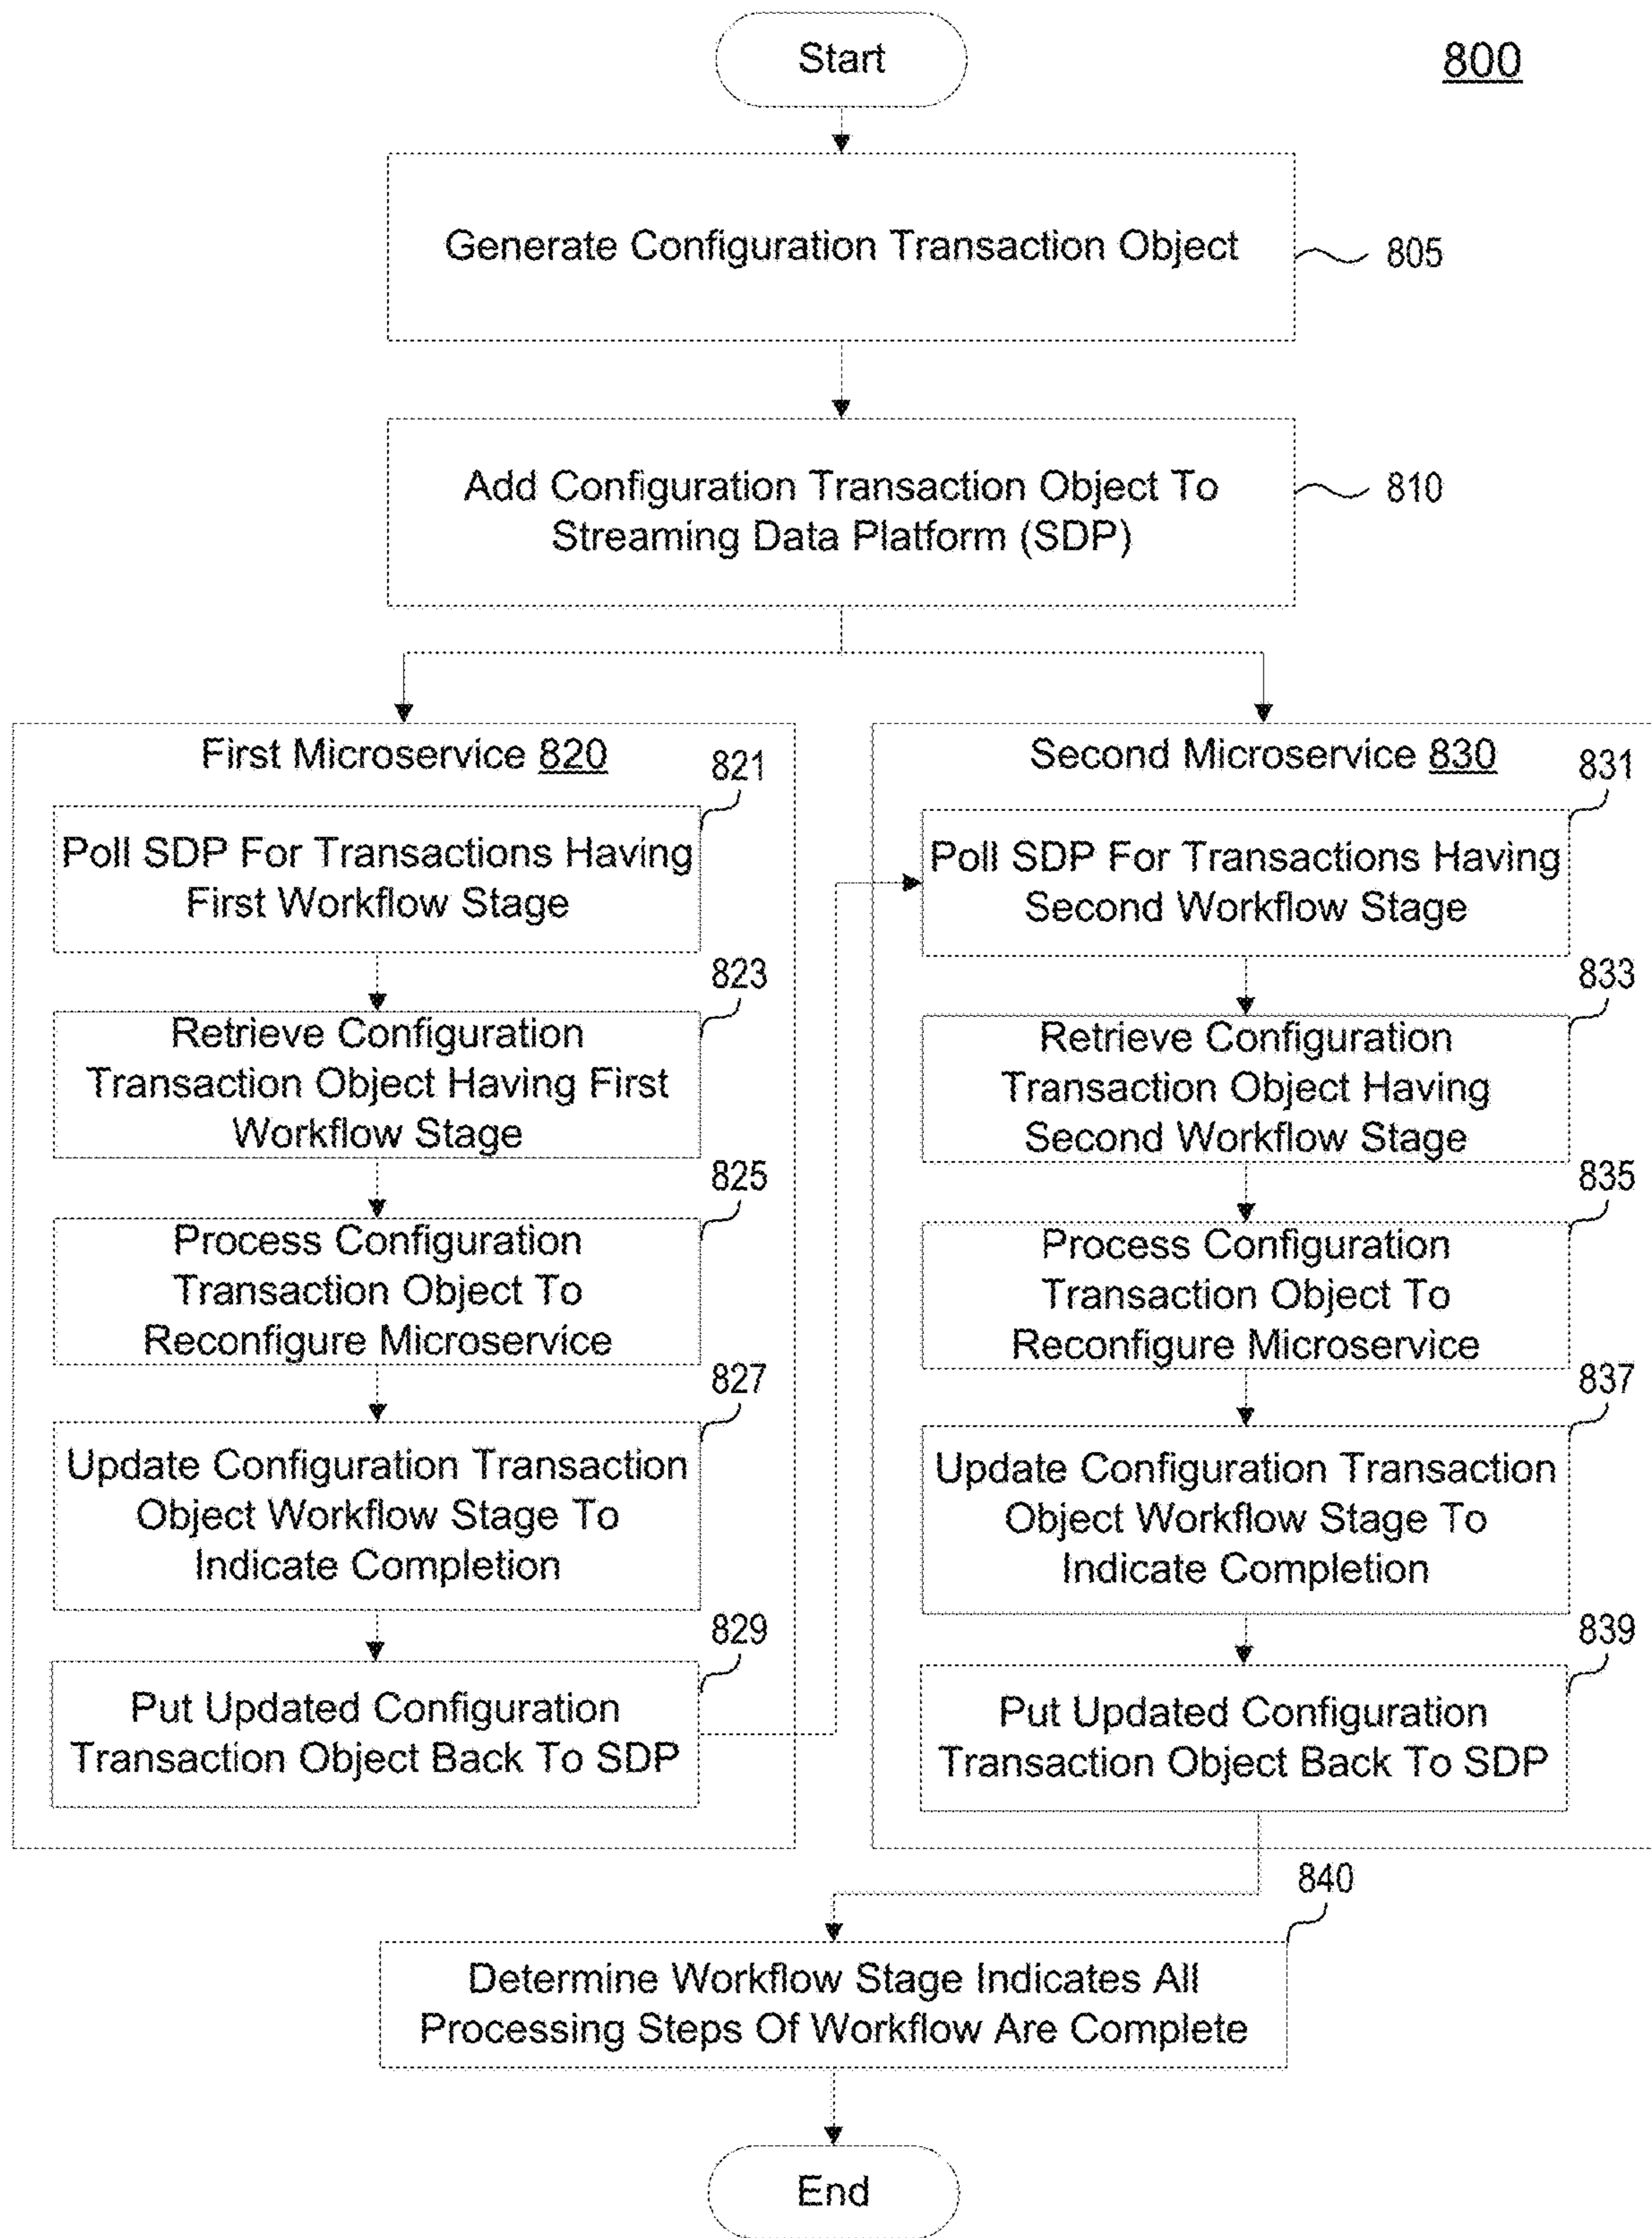 Start
800
Generate Configuration Transaction Object
805
Add Configuration Transaction Object To
Streaming Data Platform (SDP)
810
First Microservice 820
821
Poll SDP For Transactions Having
First Workflow Stage
823
Retrieve Configuration
Transaction Object Having First
Workflow Stage
825
Process Configuration
Transaction Object To
Reconfigure Microservice
827
Update Configuration Transaction
Object Workflow Stage To
Indicate Completion
829
Put Updated Configuration
Transaction Object Back To SDP
Second Microservice 830
831
Poll SDP For Transactions Having
Second Workflow Stage
833
Retrieve Configuration
Transaction Object Having
Second Workflow Stage
835
Process Configuration
Transaction Object To
Reconfigure Microservice
837
Update Configuration Transaction
Object Workflow Stage To
Indicate Completion
839
Put Updated Configuration
Transaction Object Back To SDP
840
Determine Workflow Stage Indicates All
Processing Steps Of Workflow Are Complete
End